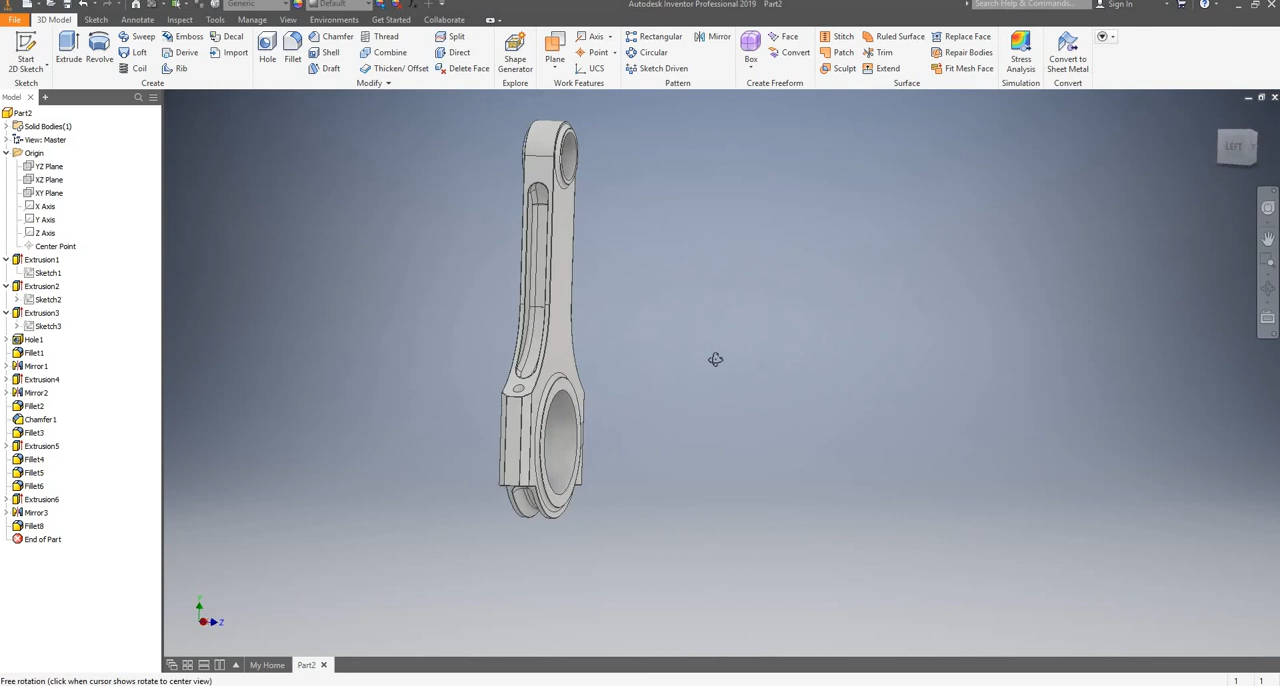 Generic
Default
Autodesk Inventor Professional 2019 Part2
Search Help & Commands...
Sign In
File
3D Model
Sketch
Annotate
Inspect
Tools
Manage
View
Environments
Get Started
Collaborate
Start
2D Sketch
Extrude
Revolve
Sweep
Emboss
Decal
Loft
Derive
Import
Coil
Rib
Hole
Fillet
Chamfer
Thread
Split
Shell
Combine
Direct
Draft
Thicken/ Offset
Delete Face
Shape
Generator
Plane
Axis
Point
UCS
Rectangular
Mirror
Circular
Sketch Driven
Box
Face
Convert
Stitch
Ruled Surface
Replace Face
Patch
Trim
Repair Bodies
Sculpt
Extend
Fit Mesh Face
Stress
Analysis
Convert to
Sheet Metal
Sketch
Create
Modify
Explore
Work Features
Pattern
Create Freeform
Surface
Simulation
Convert
Model
Part2
Solid Bodies(1)
View: Master
Origin
YZ Plane
XZ Plane
XY Plane
X Axis
Y Axis
Z Axis
Center Point
Extrusion1
Sketch1
Extrusion2
Sketch2
Extrusion3
Sketch3
Hole1
Fillet1
Mirror1
Extrusion4
Mirror2
Fillet2
Chamfer1
Fillet3
Extrusion5
Fillet4
Fillet5
Fillet6
Extrusion6
Mirror3
Fillet8
End of Part
LEFT
Y
Z
My Home
Part2
Free rotation (click when cursor shows rotate to center view)
1
1